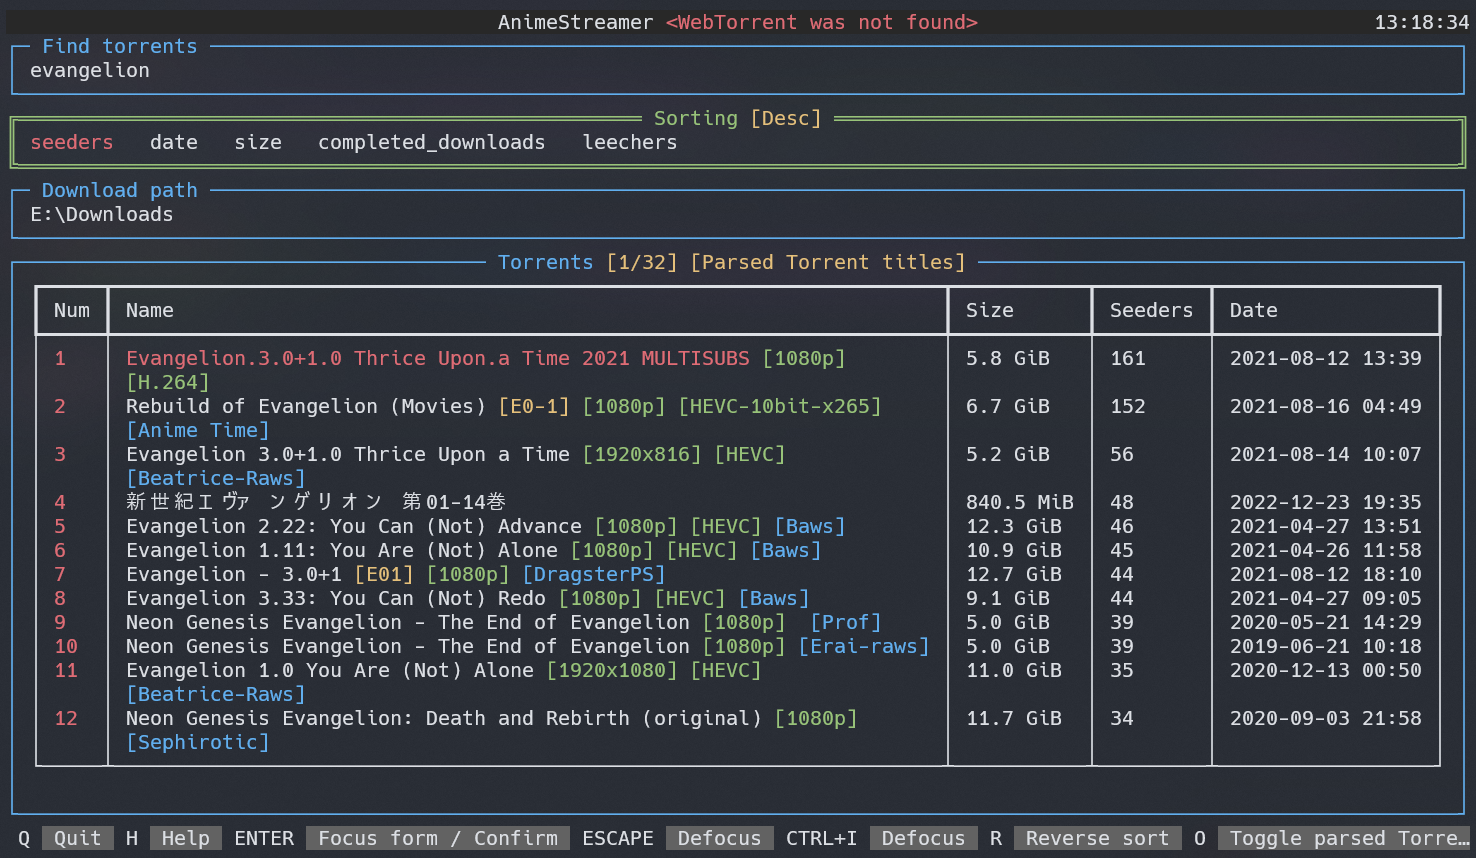 AnimeStreamer <WebTorrent was not found> 13:18:34
Find torrents
evangelion
Sorting [Desc]
seeders date size completed_downloads leechers
Download path
E:\Downloads
Torrents [1/32] [Parsed Torrent titles]
Num Name Size Seeders Date
1 Evangelion.3.0+1.0 Thrice Upon.a Time 2021 MULTISUBS [1080p] 5.8 GiB 161 2021-08-12 13:39
[H.264]
2 Rebuild of Evangelion (Movies) [E0-1] [1080p] [HEVC-10bit-x265] 6.7 GiB 152 2021-08-16 04:49
[Anime Time]
3 Evangelion 3.0+1.0 Thrice Upon a Time [1920x816] [HEVC] 5.2 GiB 56 2021-08-14 10:07
[Beatrice-Raws]
4 新世紀エヴァンゲリオン 第01-14巻 840.5 MiB 48 2022-12-23 19:35
5 Evangelion 2.22: You Can (Not) Advance [1080p] [HEVC] [Baws] 12.3 GiB 46 2021-04-27 13:51
6 Evangelion 1.11: You Are (Not) Alone [1080p] [HEVC] [Baws] 10.9 GiB 45 2021-04-26 11:58
7 Evangelion - 3.0+1 [E01] [1080p] [DragsterPS] 12.7 GiB 44 2021-08-12 18:10
8 Evangelion 3.33: You Can (Not) Redo [1080p] [HEVC] [Baws] 9.1 GiB 44 2021-04-27 09:05
9 Neon Genesis Evangelion - The End of Evangelion [1080p] [Prof] 5.0 GiB 39 2020-05-21 14:29
10 Neon Genesis Evangelion - The End of Evangelion [1080p] [Erai-raws] 5.0 GiB 39 2019-06-21 10:18
11 Evangelion 1.0 You Are (Not) Alone [1920x1080] [HEVC] 11.0 GiB 35 2020-12-13 00:50
[Beatrice-Raws]
12 Neon Genesis Evangelion: Death and Rebirth (original) [1080p] 11.7 GiB 34 2020-09-03 21:58
[Sephirotic]
Q Quit H Help ENTER Focus form / Confirm ESCAPE Defocus CTRL+I Defocus R Reverse sort O Toggle parsed Torre…